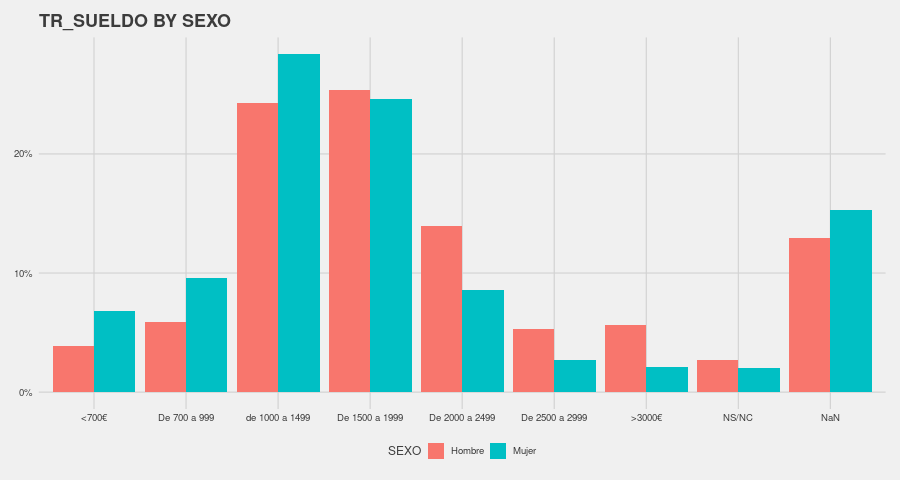 TR_SUELDO BY SEXO
20%
10%
0%
<700€ De 700 a 999 de 1000 a 1499 De 1500 a 1999 De 2000 a 2499 De 2500 a 2999 >3000€ NS/NC NaN
SEXO Hombre Mujer